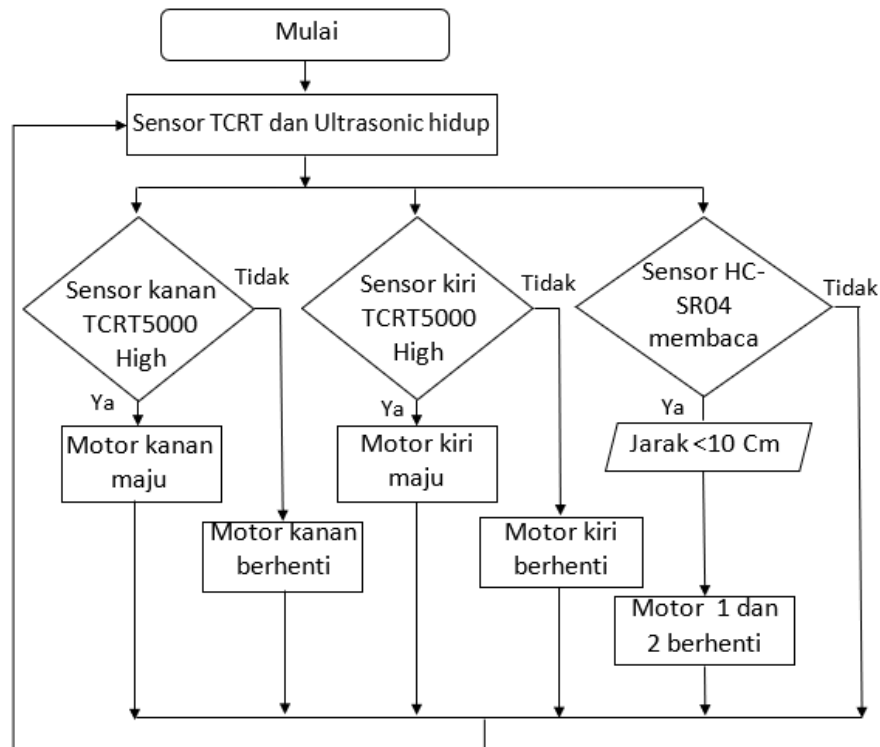 Mulai
Sensor TCRT dan Ultrasonic hidup
Sensor kanan
TCRT5000
High
Tidak
Ya
Motor kanan
maju
Motor kanan
berhenti
Sensor kiri
TCRT5000
High
Tidak
Ya
Motor kiri
maju
Motor kiri
berhenti
Sensor HC-
SR04
membaca
Tidak
Ya
Jarak <10 Cm
Motor 1 dan
2 berhenti